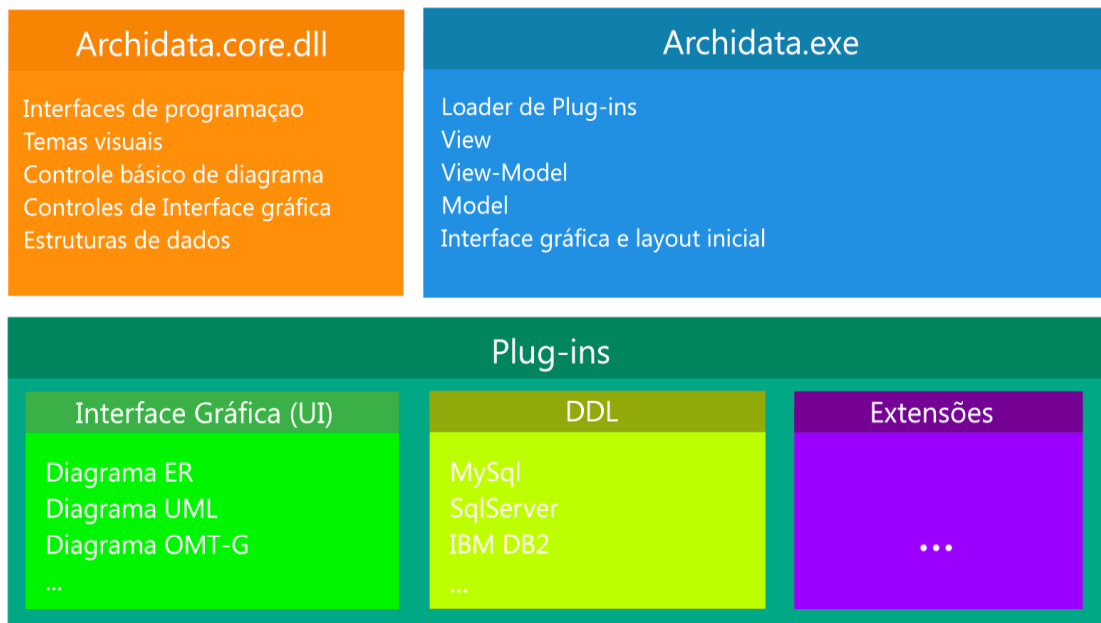 Archidata.core.dll
Interfaces de programaçao
Temas visuais
Controle básico de diagrama
Controles de Interface gráfica
Estruturas de dados
Archidata.exe
Loader de Plug-ins
View
View-Model
Model
Interface gráfica e layout inicial
Plug-ins
Interface Gráfica (UI)
Diagrama ER
Diagrama UML
Diagrama OMT-G
...
DDL
MySql
SqlServer
IBM DB2
...
Extensões
...